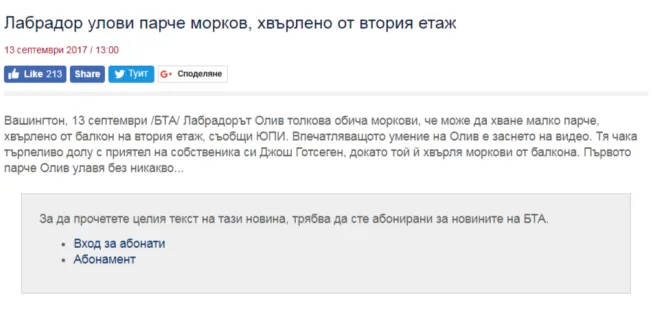 Лабрадор улови парче морков, хвърлено от втория етаж
13 септември 2017 / 13:00
Like 213 Share Туит G+ Споделяне
Вашингтон, 13 септември /БТА/ Лабрадорът Олив толкова обича моркови, че може да хване малко парче,
хвърлено от балкон на втория етаж, съобщи ЮПИ. Впечатляващото умение на Олив е заснето на видео. Тя чака
търпеливо долу с приятел на собственика си Джош Готсеген, докато той ѝ хвърля моркови от балкона. Първото
парче Олив улавя без никакво...
За да прочетете целия текст на тази новина, трябва да сте абонирани за новините на БТА.
Вход за абонати
Абонамент